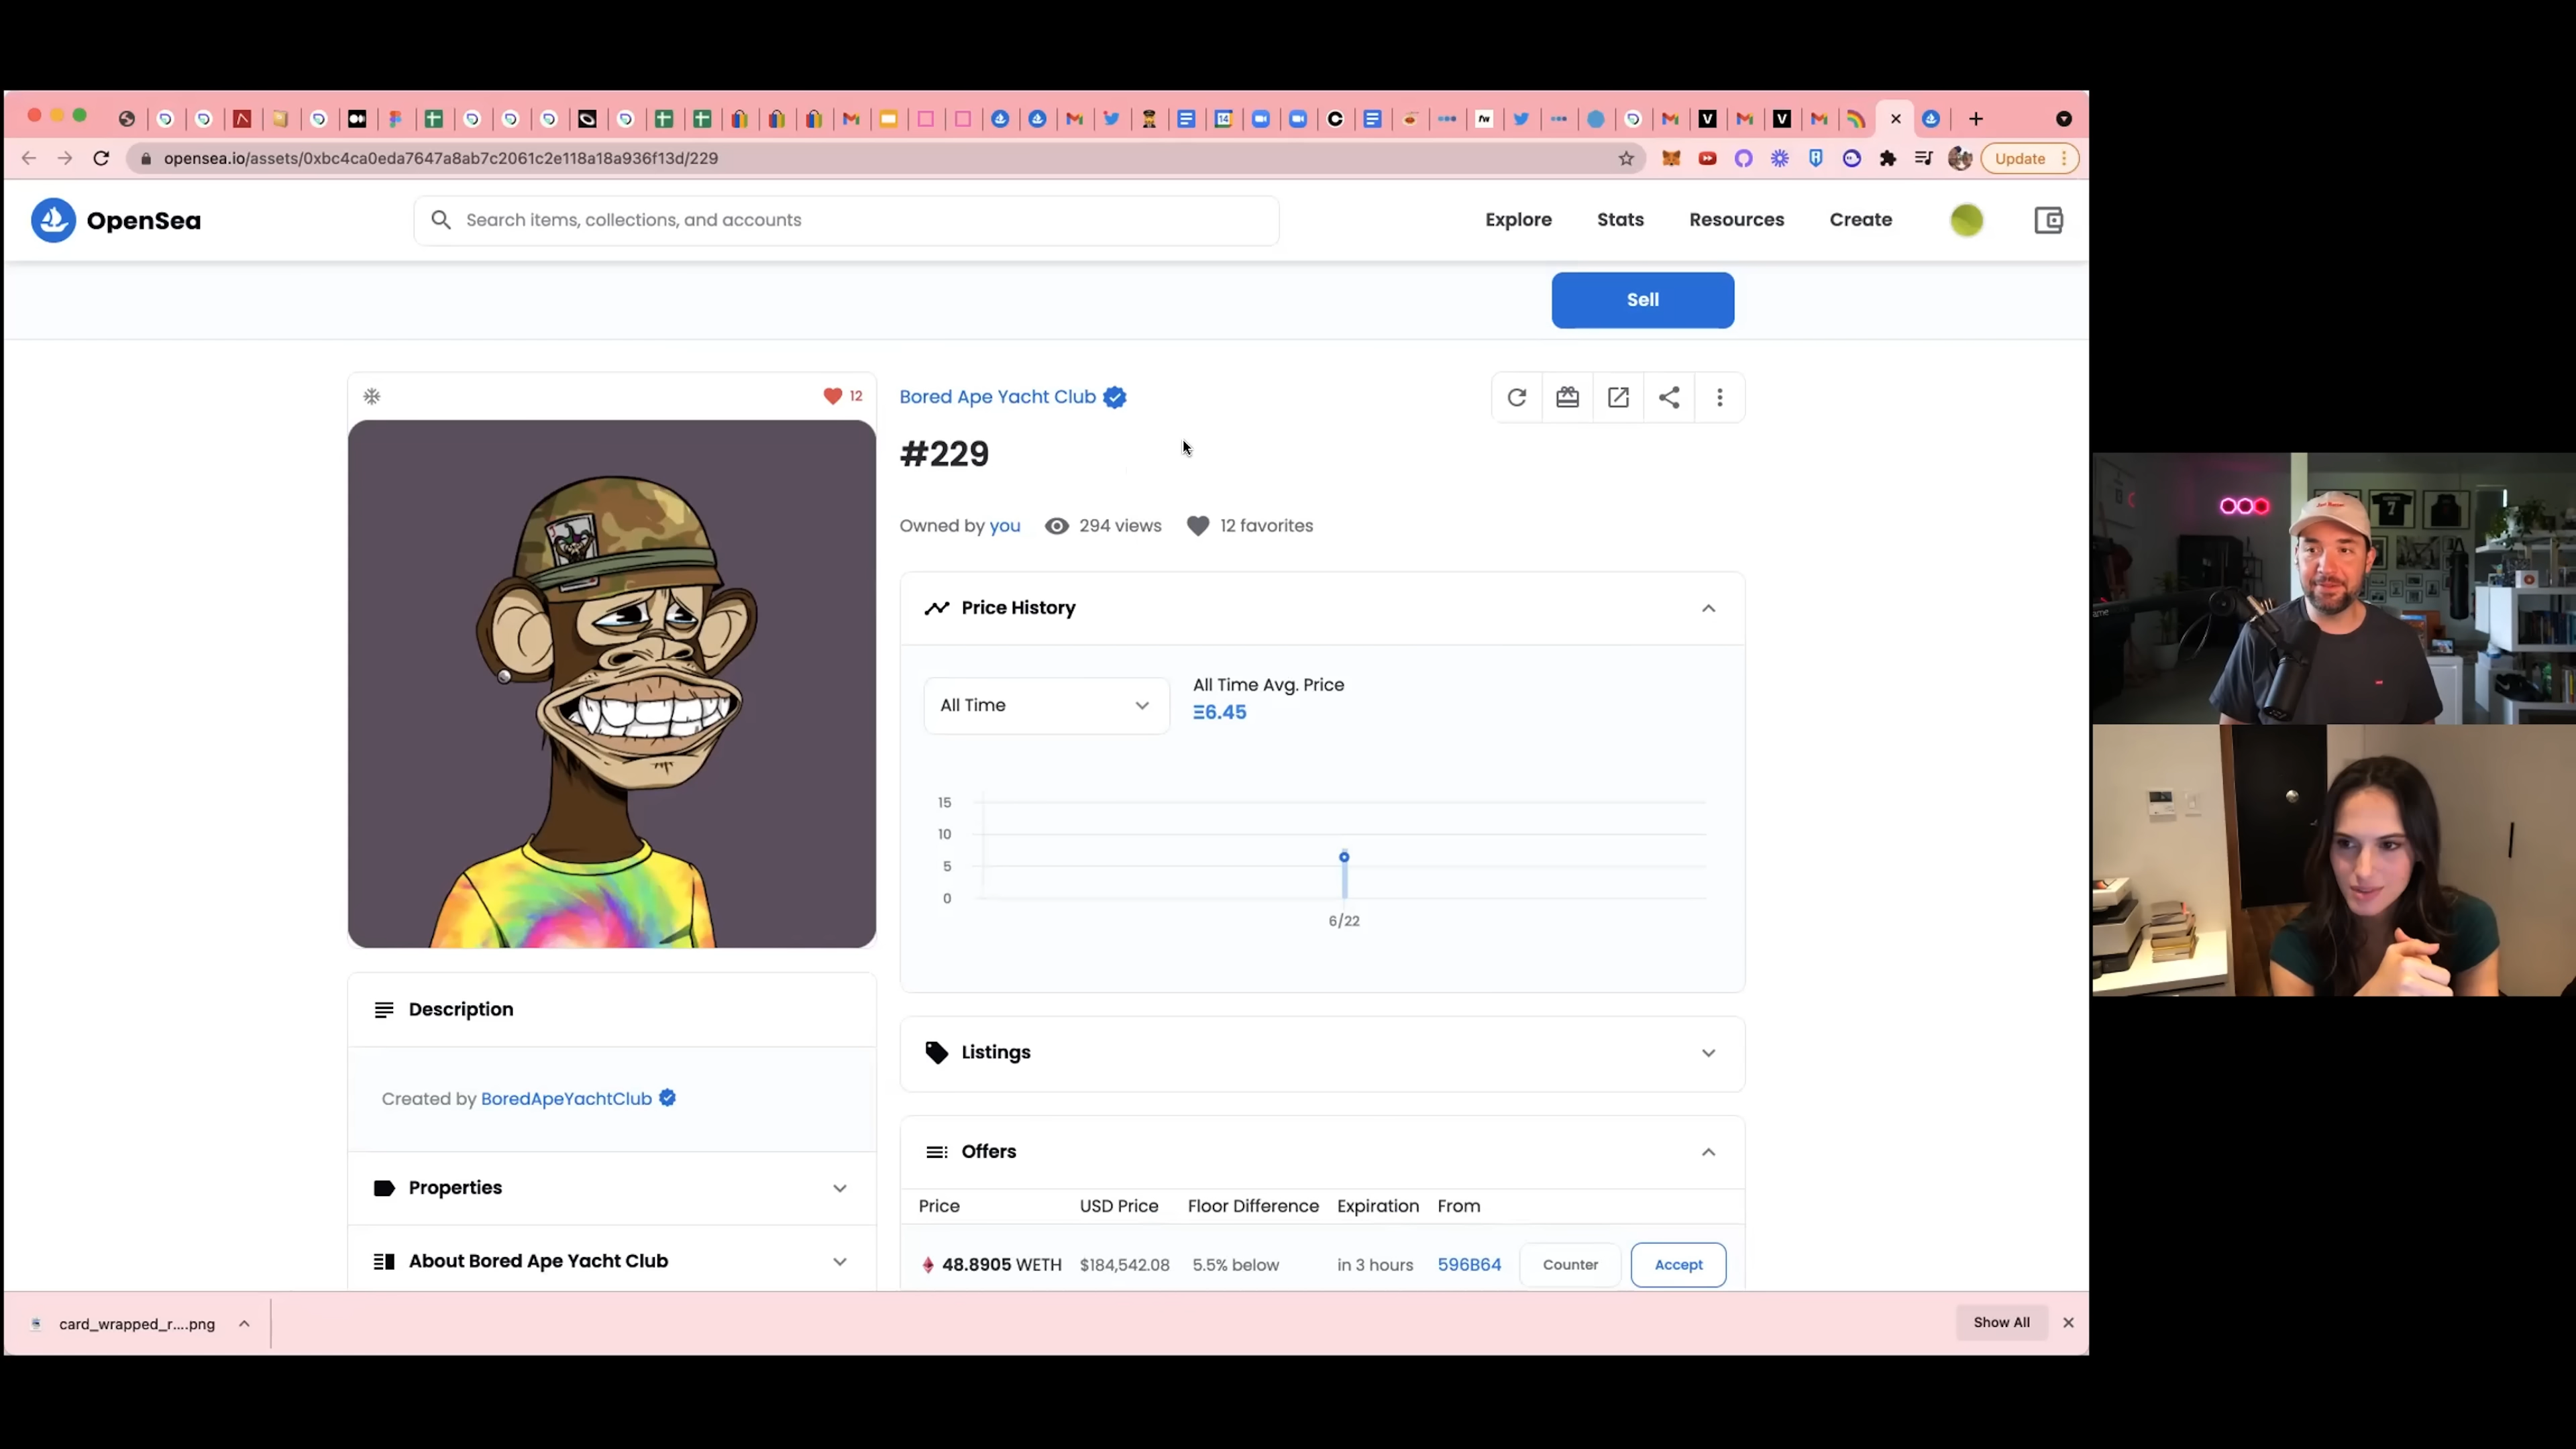 opensea.io/assets/0xbc4ca0eda7647a8ab7c2061c2e118a18a936f13d/229
Update
OpenSea
Search items, collections, and accounts
Explore
Stats
Resources
Create
Sell
12
Bored Ape Yacht Club
#229
Owned by you
294 views
12 favorites
Price History
All Time
All Time Avg. Price
Ξ6.45
15
10
5
0
6/22
Description
Created by BoredApeYachtClub
Properties
About Bored Ape Yacht Club
Listings
Offers
Price USD Price Floor Difference Expiration From
48.8905 WETH $184,542.08 5.5% below in 3 hours 596B64 Counter Accept
card_wrapped_r....png
Show All